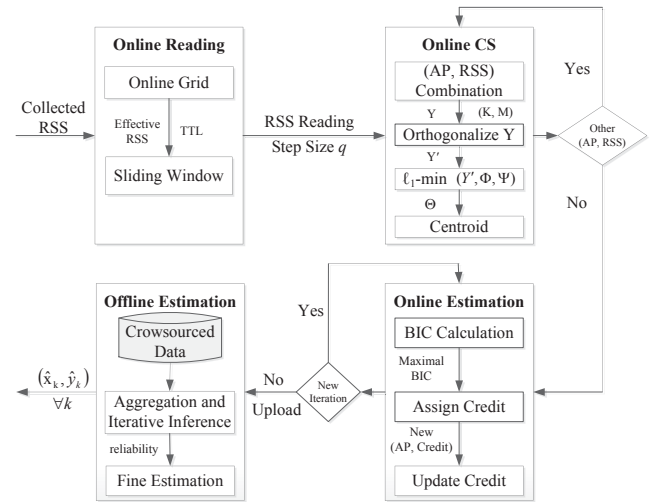 Online Reading
Online Grid
Effective
RSS
TTL
Sliding Window
Collected
RSS
RSS Reading
Step Size q
Online CS
(AP, RSS)
Combination
Y
(K, M)
Orthogonalize Y
Y'
ℓ₁-min (Y′,Φ,Ψ)
Θ
Centroid
Yes
Other
(AP, RSS)
No
Offline Estimation
Crowsourced
Data
Aggregation and
Iterative Inference
reliability
Fine Estimation
(x̂ₖ, ŷₖ)
∀k
No
Upload
Yes
New
Iteration
Online Estimation
BIC Calculation
Maximal
BIC
Assign Credit
New
(AP, Credit)
Update Credit